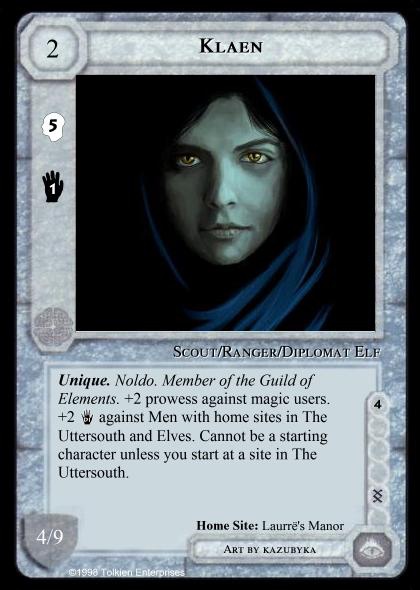 2
KLAEN
5
1
SCOUT/RANGER/DIPLOMAT ELF
Unique. Noldo. Member of the Guild of
Elements. +2 prowess against magic users.
+2 against Men with home sites in The
Uttersouth and Elves. Cannot be a starting
character unless you start at a site in The
Uttersouth.
4
Home Site: Laurrë's Manor
4/9
ART BY KAZUBYKA
©1998 Tolkien Enterprises